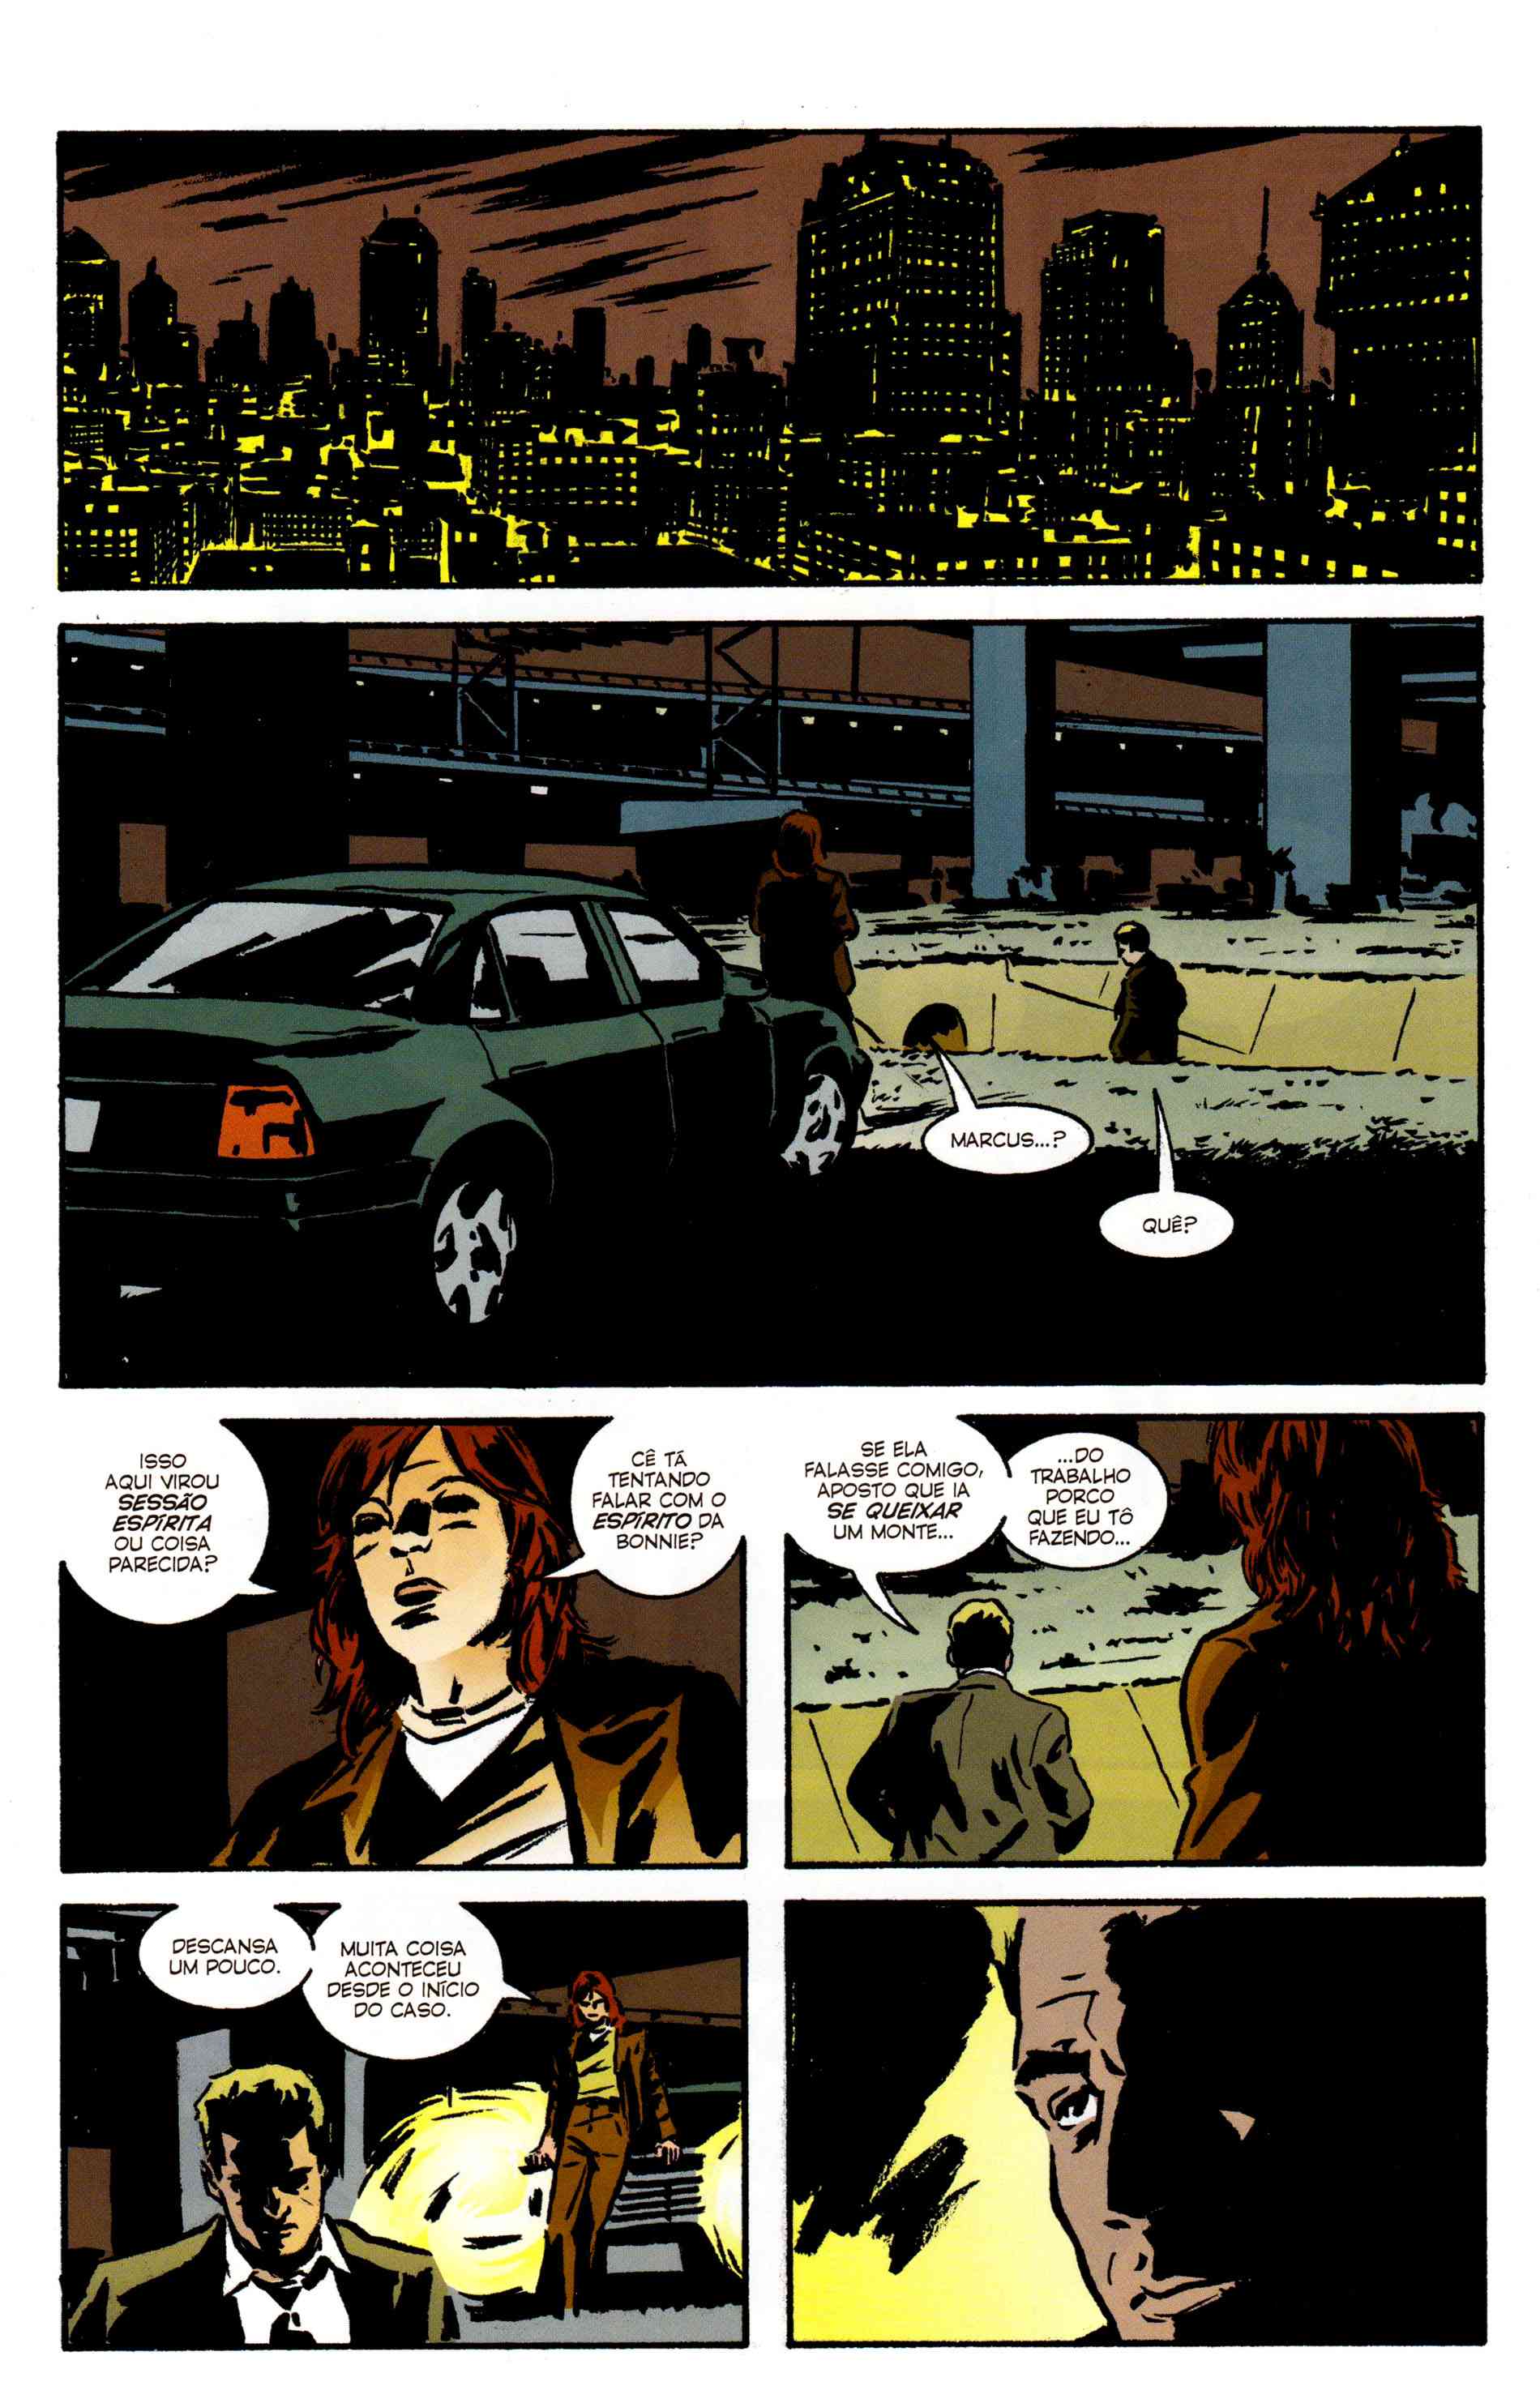 MARCUS...?
QUÊ?
ISSO
AQUI VIROU
SESSÃO
ESPÍRITA
OU COISA
PARECIDA?
CÊ TÁ
TENTANDO
FALAR COM O
ESPÍRITO DA
BONNIE?
SE ELA
FALASSE COMIGO,
APOSTO QUE IA
SE QUEIXAR
UM MONTE...
...DO
TRABALHO
PORCO
QUE EU TÔ
FAZENDO...
DESCANSA
UM POUCO.
MUITA COISA
ACONTECEU
DESDE O INÍCIO
DO CASO.